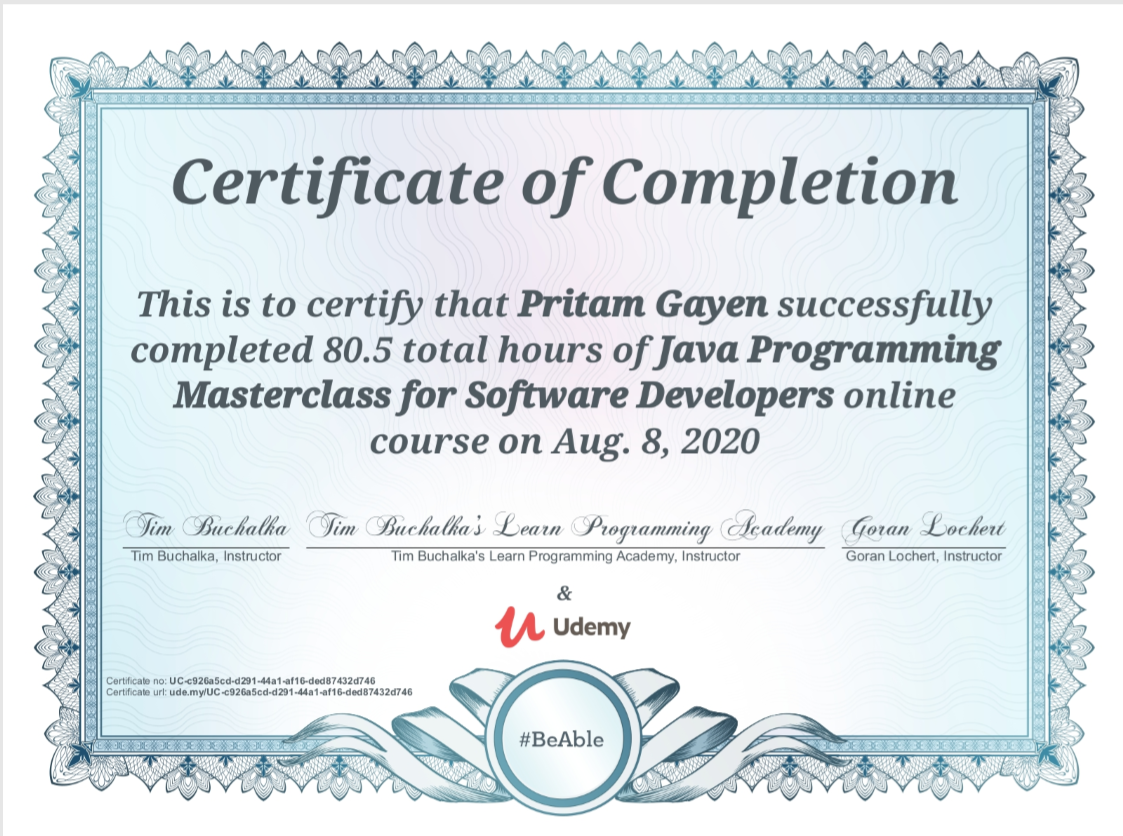 Certificate of Completion
This is to certify that Pritam Gayen successfully
completed 80.5 total hours of Java Programming
Masterclass for Software Developers online
course on Aug. 8, 2020
Tim Buchalka Tim Buchalka's Learn Programming Academy Goran Lochert
Tim Buchalka, Instructor Tim Buchalka's Learn Programming Academy, Instructor Goran Lochert, Instructor
&
Udemy
Certificate no: UC-c926a5cd-d291-44a1-af16-ded87432d746
Certificate url: ude.my/UC-c926a5cd-d291-44a1-af16-ded87432d746
#BeAble